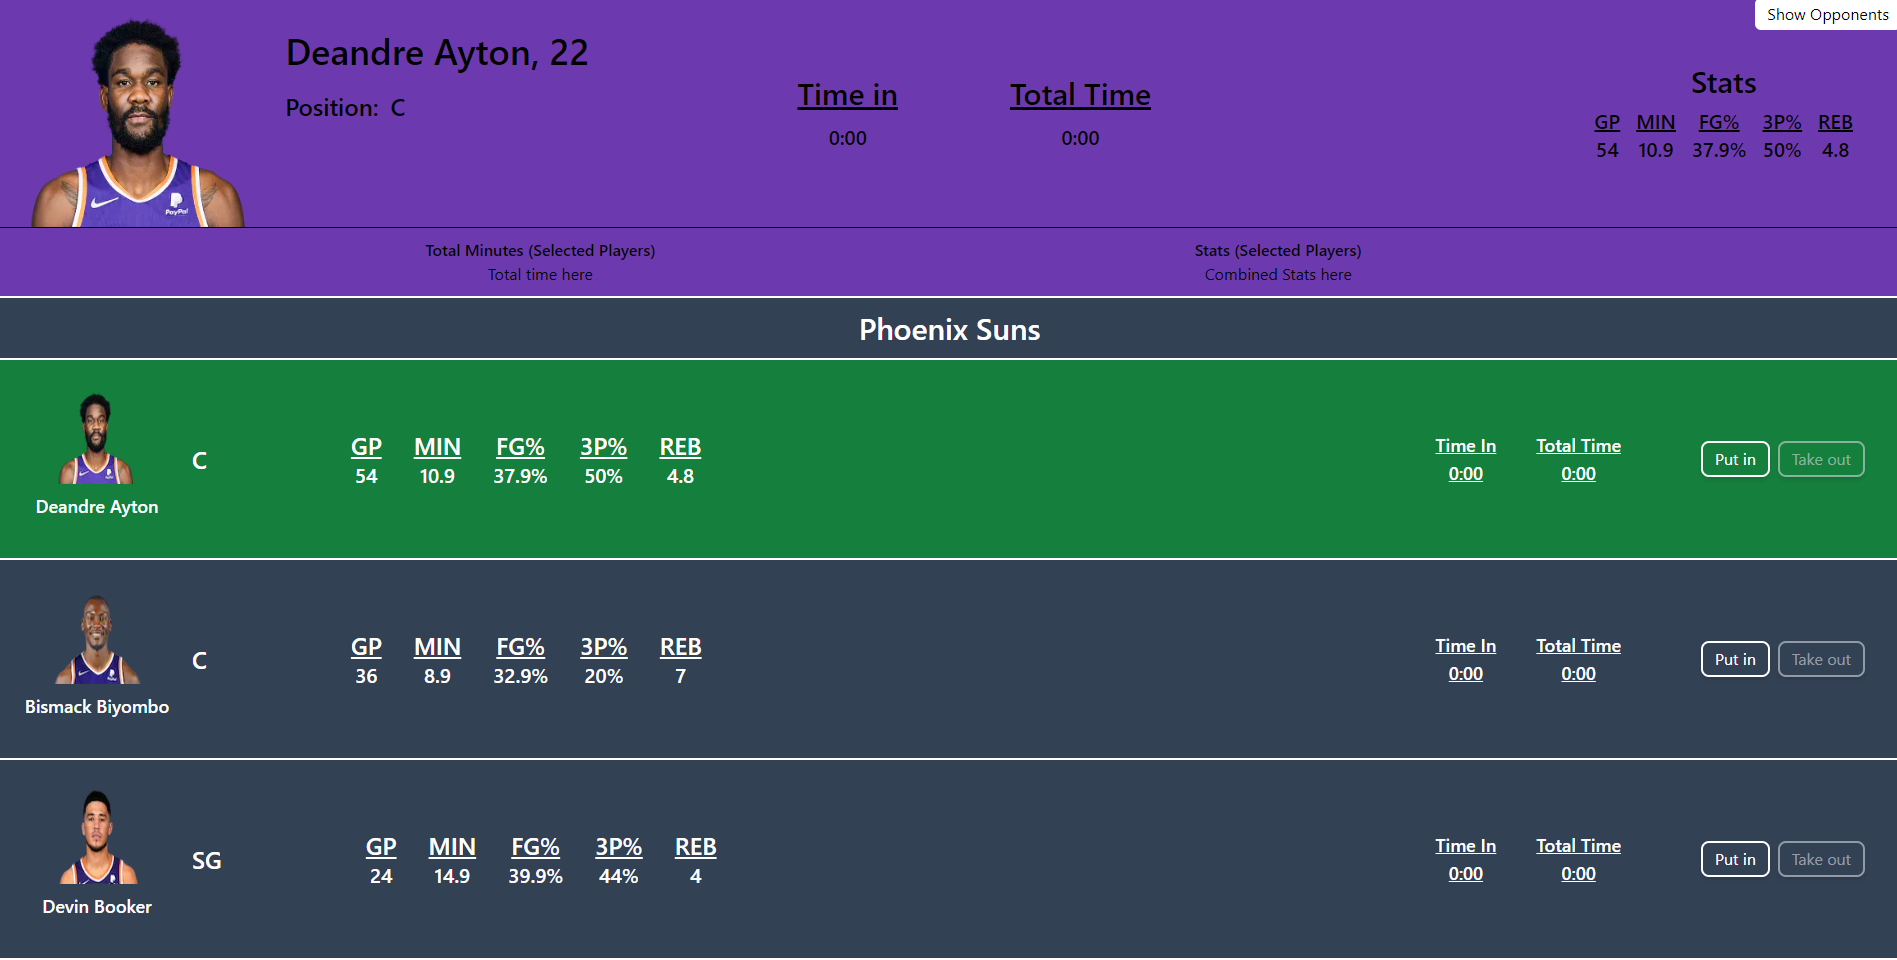 Show Opponents
Deandre Ayton, 22
Position: C
Time in Total Time
0:00 0:00
Stats
GP MIN FG% 3P% REB
54 10.9 37.9% 50% 4.8
PayPal
Total Minutes (Selected Players) Stats (Selected Players)
Total time here Combined Stats here
Phoenix Suns
C
GP MIN FG% 3P% REB
54 10.9 37.9% 50% 4.8
Time In Total Time
0:00 0:00
Put in Take out
Deandre Ayton
C
GP MIN FG% 3P% REB
36 8.9 32.9% 20% 7
Time In Total Time
0:00 0:00
Put in Take out
Bismack Biyombo
SG
GP MIN FG% 3P% REB
24 14.9 39.9% 44% 4
Time In Total Time
0:00 0:00
Put in Take out
Devin Booker